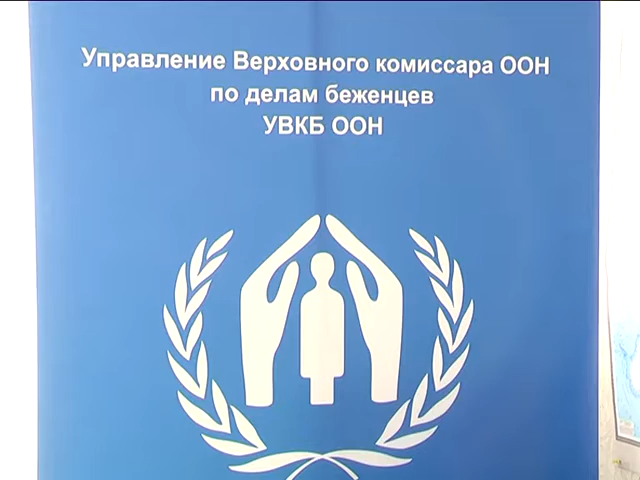 Управление Верховного комиссара ООН
по делам беженцев
УВКБ ООН